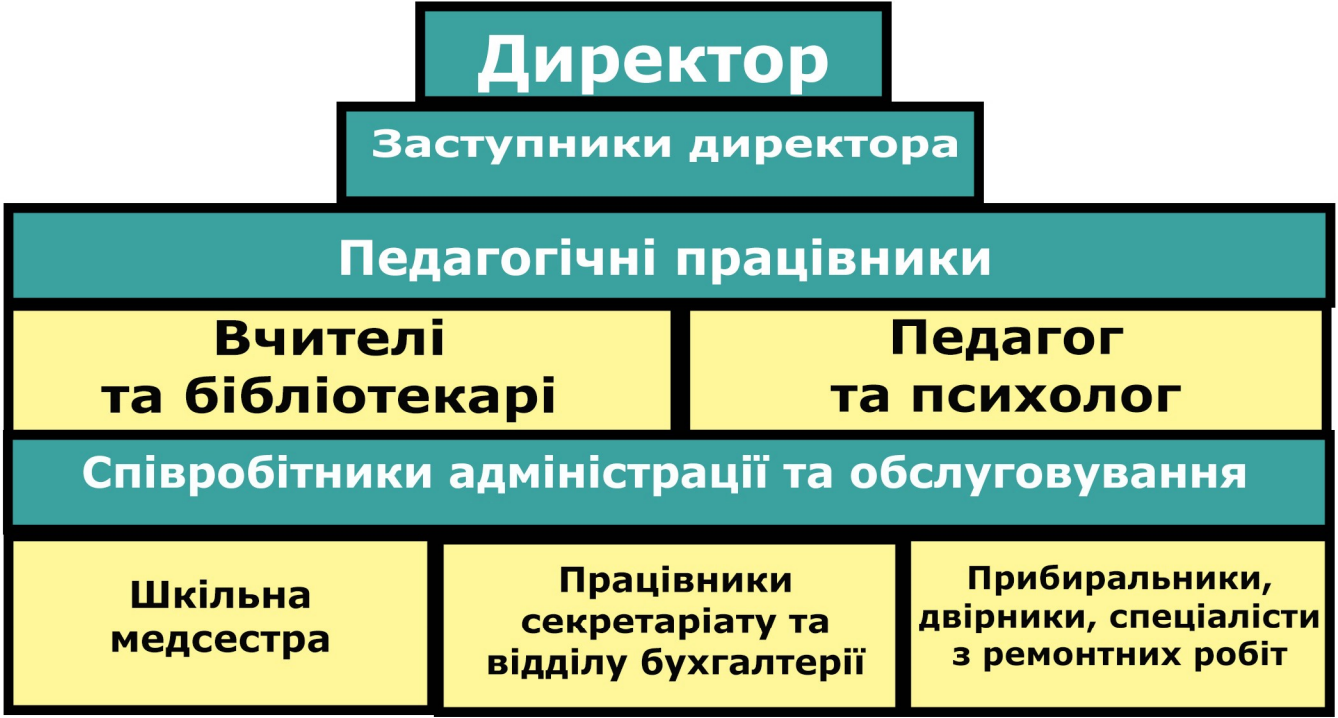 Директор
Заступники директора
Педагогічні працівники
Вчителі
та бібліотекарі
Педагог
та психолог
Співробітники адміністрації та обслуговування
Шкільна
медсестра
Працівники
секретаріату та
відділу бухгалтерії
Прибиральники,
двірники, спеціалісти
з ремонтних робіт